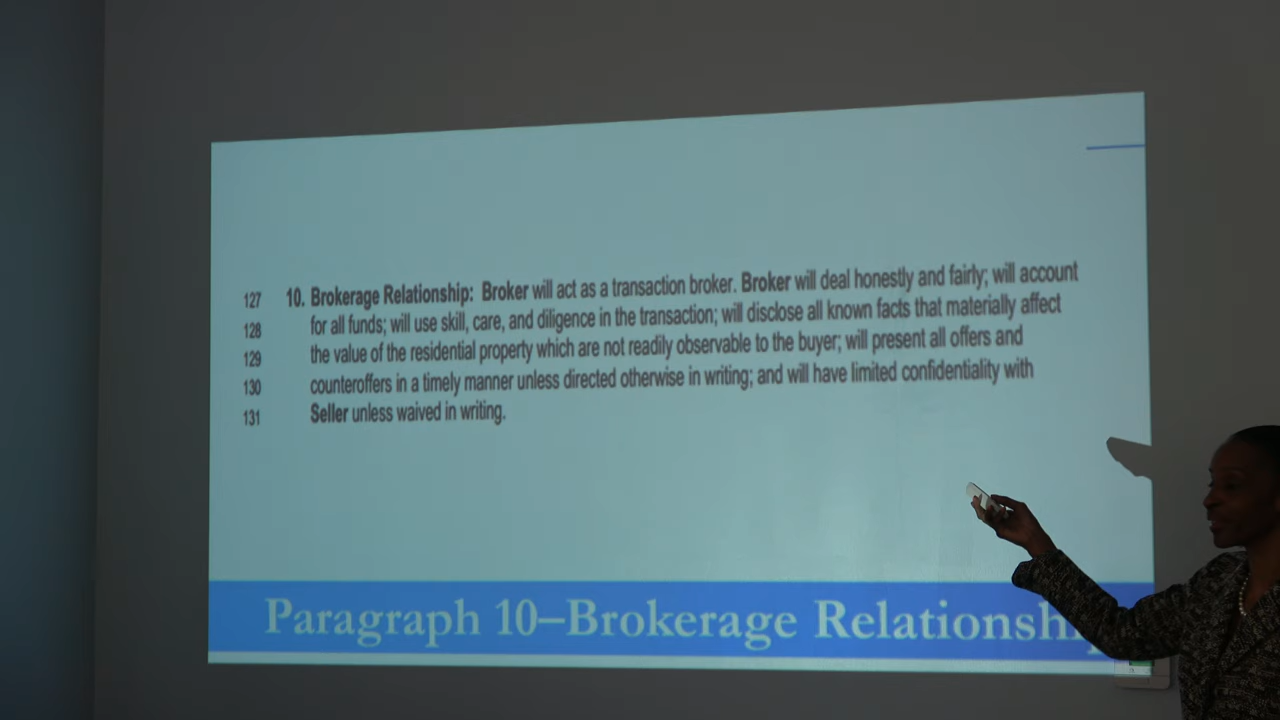 127 10. Brokerage Relationship: Broker will act as a transaction broker. Broker will deal honestly and fairly; will account
128 for all funds; will use skill, care, and diligence in the transaction; will disclose all known facts that materially affect
129 the value of the residential property which are not readily observable to the buyer; will present all offers and
130 counteroffers in a timely manner unless directed otherwise in writing; and will have limited confidentiality with
131 Seller unless waived in writing.
Paragraph 10–Brokerage Relationsh